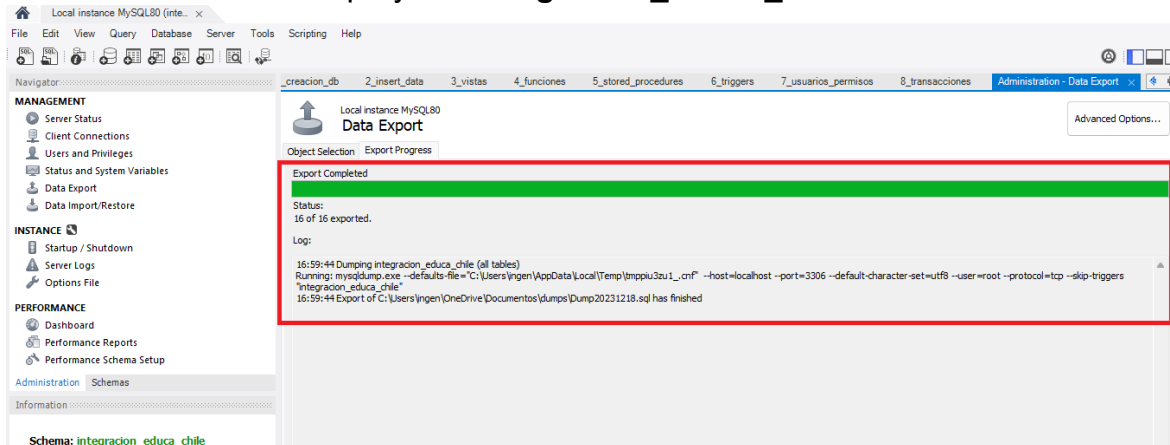 Local instance MySQL80 (inte...
File Edit View Query Database Server Tools Scripting Help
Navigator
_creacion_db 2_insert_data 3_vistas 4_funciones 5_stored_procedures 6_triggers 7_usuarios_permisos 8_transacciones Administration - Data Export
MANAGEMENT
Server Status
Client Connections
Users and Privileges
Status and System Variables
Data Export
Data Import/Restore
INSTANCE
Startup / Shutdown
Server Logs
Options File
PERFORMANCE
Dashboard
Performance Reports
Performance Schema Setup
Administration Schemas
Information
Schema: integracion_educa_chile
Local instance MySQL80
Data Export
Advanced Options...
Object Selection Export Progress
Export Completed
Status:
16 of 16 exported.
Log:
16:59:44 Dumping integracion_educa_chile (all tables)
Running: mysqldump.exe --defaults-file="C:\Users\ingen\AppData\Local\Temp\tmppiu3zu1_.cnf" --host=localhost --port=3306 --default-character-set=utf8 --user=root --protocol=tcp --skip-triggers
"integracion_educa_chile"
16:59:44 Export of C:\Users\ingen\OneDrive\Documentos\dumps\Dump20231218.sql has finished